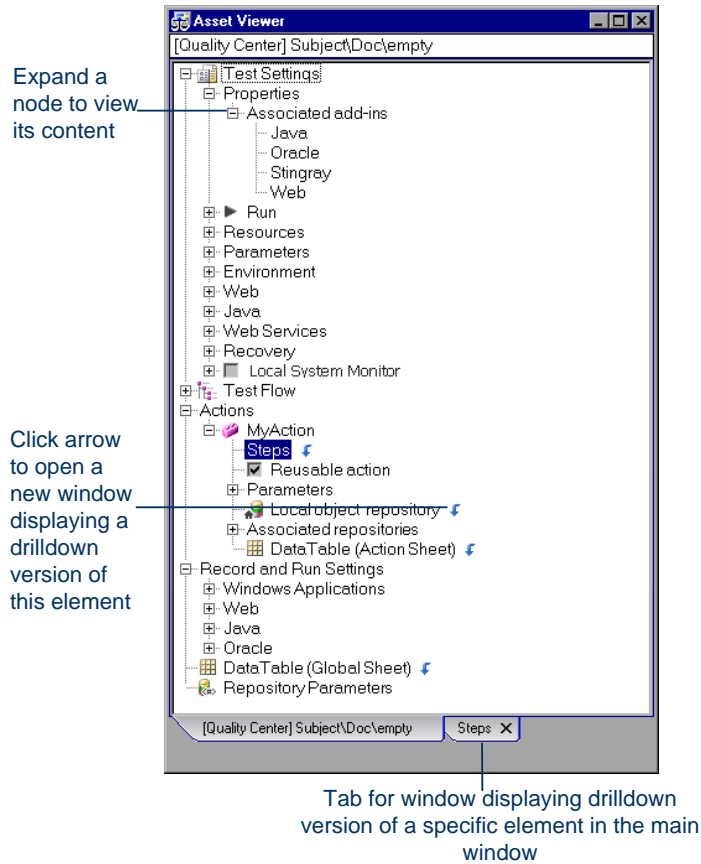 Asset Viewer
[Quality Center] Subject\Doc\empty
Expand a
node to view
its content
Test Settings
Properties
Associated add-ins
Java
Oracle
Stingray
Web
Run
Resources
Parameters
Environment
Web
Java
Web Services
Recovery
Local System Monitor
Test Flow
Actions
MyAction
Steps
Reusable action
Parameters
Local object repository
Associated repositories
DataTable (Action Sheet)
Click arrow
to open a
new window
displaying a
drilldown
version of
this element
Record and Run Settings
Windows Applications
Web
Java
Oracle
DataTable (Global Sheet)
Repository Parameters
[Quality Center] Subject\Doc\empty
Steps X
Tab for window displaying drilldown
version of a specific element in the main
window